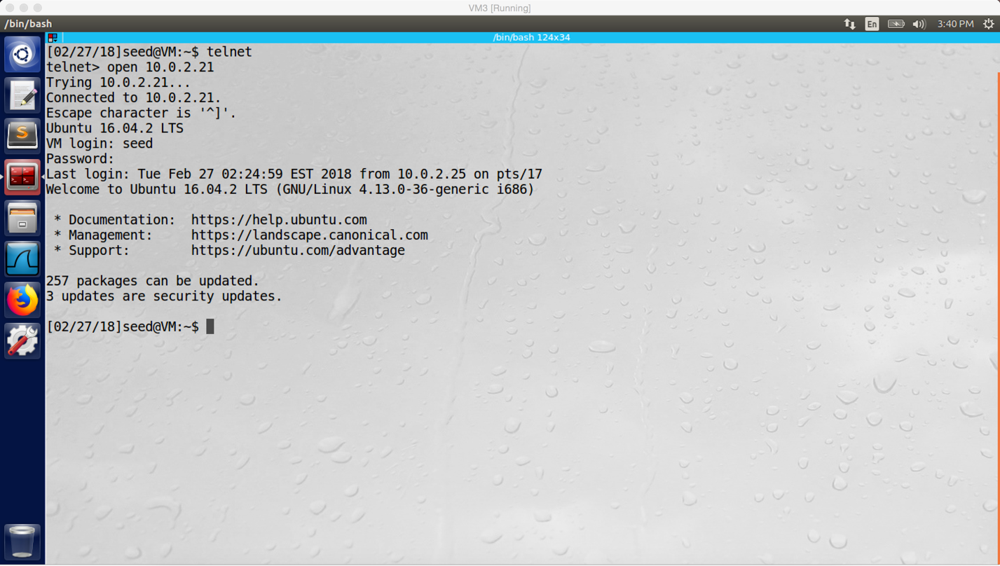 VM3 [Running]
/bin/bash
En
3:40 PM
/bin/bash 124x34
[02/27/18]seed@VM:~$ telnet
telnet> open 10.0.2.21
Trying 10.0.2.21...
Connected to 10.0.2.21.
Escape character is '^]'.
Ubuntu 16.04.2 LTS
VM login: seed
Password:
Last login: Tue Feb 27 02:24:59 EST 2018 from 10.0.2.25 on pts/17
Welcome to Ubuntu 16.04.2 LTS (GNU/Linux 4.13.0-36-generic i686)
* Documentation:  https://help.ubuntu.com
* Management:     https://landscape.canonical.com
* Support:        https://ubuntu.com/advantage
257 packages can be updated.
3 updates are security updates.
[02/27/18]seed@VM:~$